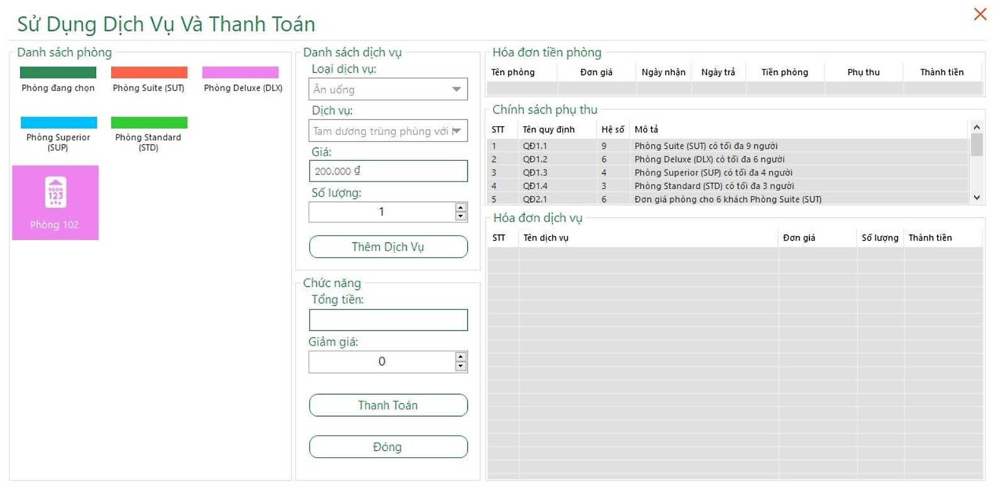 Sử Dụng Dịch Vụ Và Thanh Toán
Danh sách phòng
Phòng đang chọn
Phòng Suite (SUT)
Phòng Deluxe (DLX)
Phòng Superior
(SUP)
Phòng Standard
(STD)
ROOM
123
Phòng 102
Danh sách dịch vụ
Loại dịch vụ:
Ăn uống
Dịch vụ:
Tam dương trùng phùng với
Giá:
200.000 ₫
Số lượng:
1
Thêm Dịch Vụ
Chức năng
Tổng tiền:
Giảm giá:
0
Thanh Toán
Đóng
Hóa đơn tiền phòng
Tên phòng Đơn giá Ngày nhận Ngày trả Tiền phòng Phụ thu Thành tiền
Chính sách phụ thu
STT Tên quy định Hệ số Mô tả
1 QĐ1.1 9 Phòng Suite (SUT) có tối đa 9 người
2 QĐ1.2 6 Phòng Deluxe (DLX) có tối đa 6 người
3 QĐ1.3 4 Phòng Superior (SUP) có tối đa 4 người
4 QĐ1.4 3 Phòng Standard (STD) có tối đa 3 người
5 QĐ2.1 6 Đơn giá phòng cho 6 khách Phòng Suite (SUT)
Hóa đơn dịch vụ
STT Tên dịch vụ Đơn giá Số lượng Thành tiền